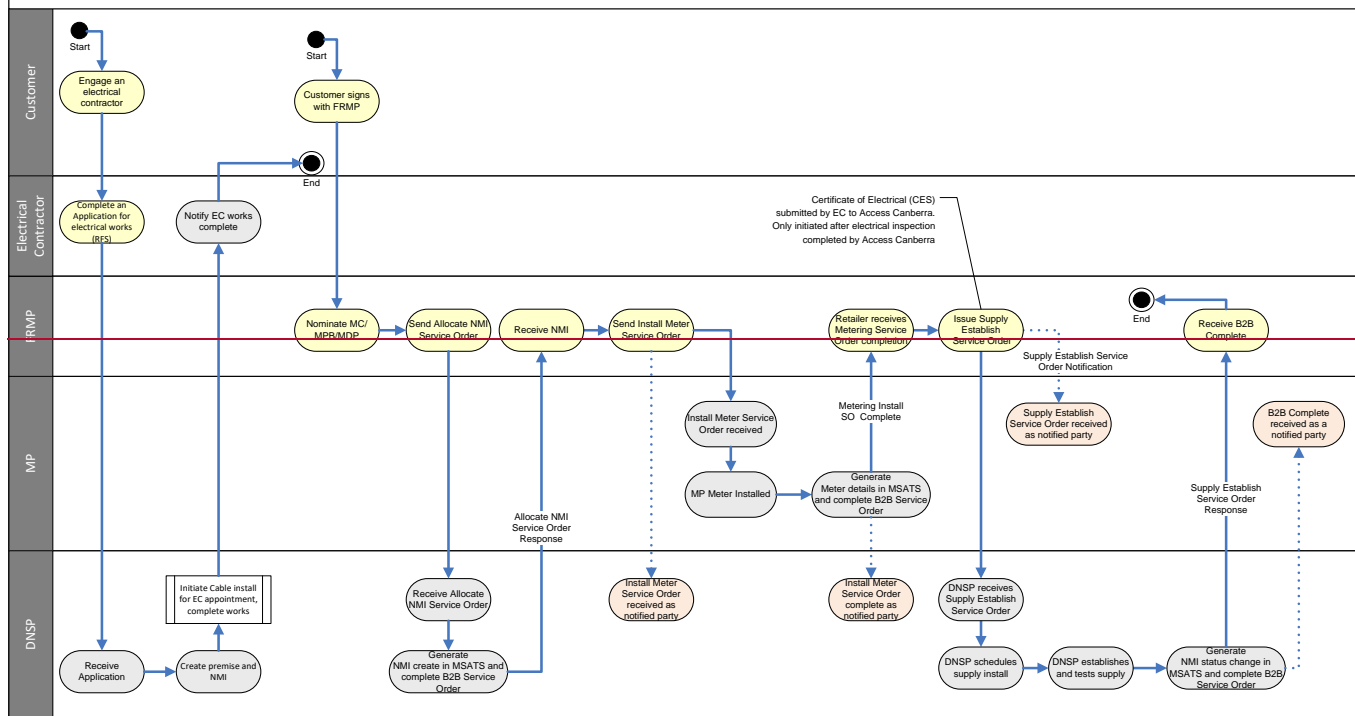 Customer
Start
Engage an
electrical
contractor
Start
Customer signs
with FRMP
End
Electrical
Contractor
Complete an
Application for
electrical works
(RFS)
Notify EC works
complete
Certificate of Electrical (CES)
submitted by EC to Access Canberra.
Only initiated after electrical inspection
completed by Access Canberra
FRMP
Nominate MC/
MPB/MDP
Send Allocate NMI
Service Order
Receive NMI
Send Install Meter
Service Order
Retailer receives
Metering Service
Order completion
Issue Supply
Establish
Service Order
Supply Establish Service
Order Notification
End
Receive B2B
Complete
MP
Install Meter Service
Order received
MP Meter Installed
Metering Install
SO Complete
Generate
Meter details in MSATS
and complete B2B Service
Order
Supply Establish
Service Order received
as notified party
B2B Complete
received as a
notified party
Allocate NMI
Service Order
Response
Supply Establish
Service Order
Response
DNSP
Receive
Application
Create premise and
NMI
Initiate Cable install
for EC appointment,
complete works
Receive Allocate
NMI Service Order
Generate
NMI create in MSATS and
complete B2B Service
Order
Install Meter
Service Order
received as
notified party
Install Meter
Service Order
complete as
notified party
DNSP receives
Supply Establish
Service Order
DNSP schedules
supply install
DNSP establishes
and tests supply
Generate
NMI status change in
MSATS and complete B2B
Service Order